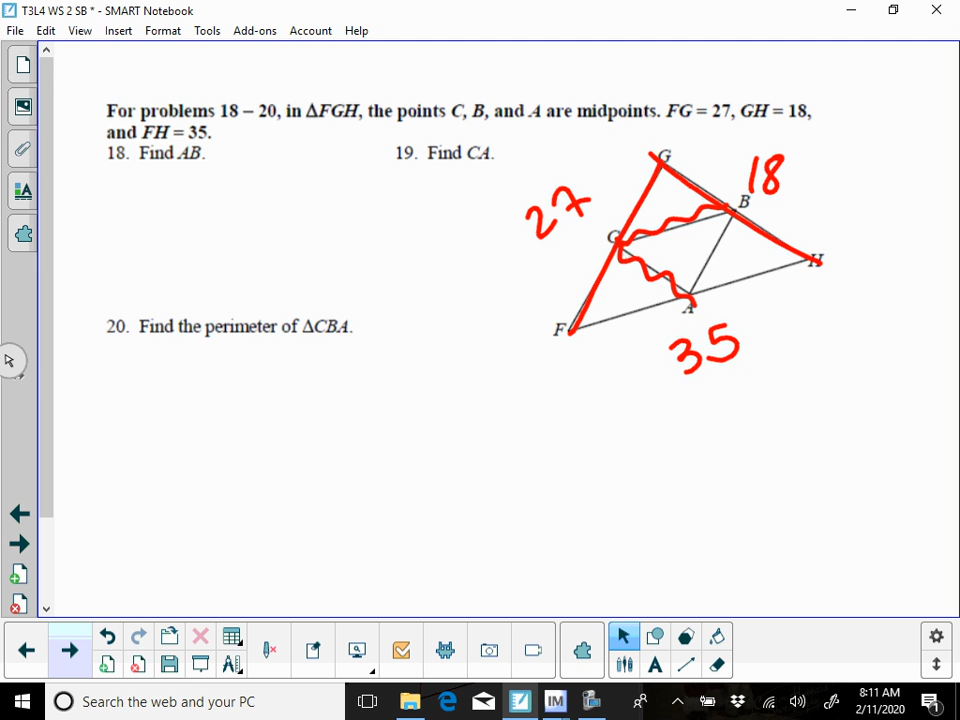 T3L4 WS 2 SB * - SMART Notebook
File Edit View Insert Format Tools Add-ons Account Help
For problems 18 – 20, in ΔFGH, the points C, B, and A are midpoints. FG = 27, GH = 18,
and FH = 35.
18. Find AB.
19. Find CA.
G
18
B
27
C
H
A
F
35
20. Find the perimeter of ΔCBA.
Search the web and your PC
8:11 AM
2/11/2020